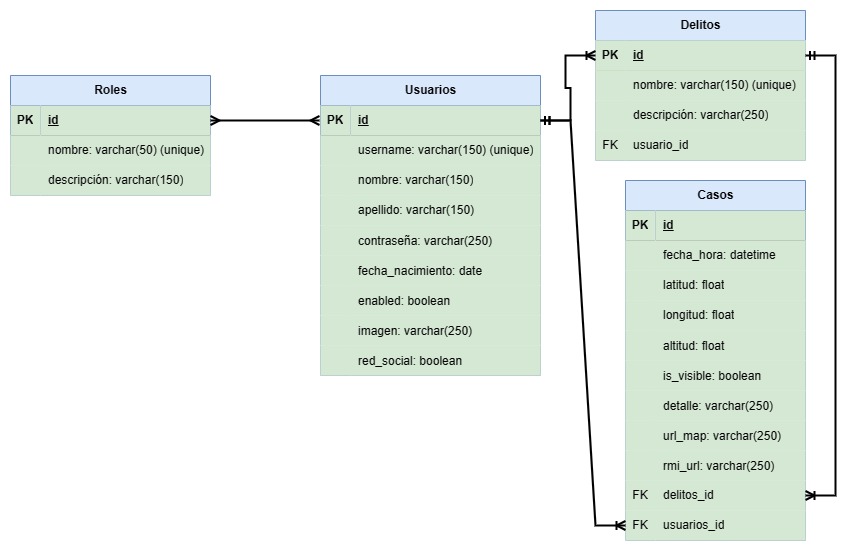 Roles
PK id
nombre: varchar(50) (unique)
descripción: varchar(150)
Usuarios
PK id
username: varchar(150) (unique)
nombre: varchar(150)
apellido: varchar(150)
contraseña: varchar(250)
fecha_nacimiento: date
enabled: boolean
imagen: varchar(250)
red_social: boolean
Delitos
PK id
nombre: varchar(150) (unique)
descripción: varchar(250)
FK usuario_id
Casos
PK id
fecha_hora: datetime
latitud: float
longitud: float
altitud: float
is_visible: boolean
detalle: varchar(250)
url_map: varchar(250)
rmi_url: varchar(250)
FK delitos_id
FK usuarios_id